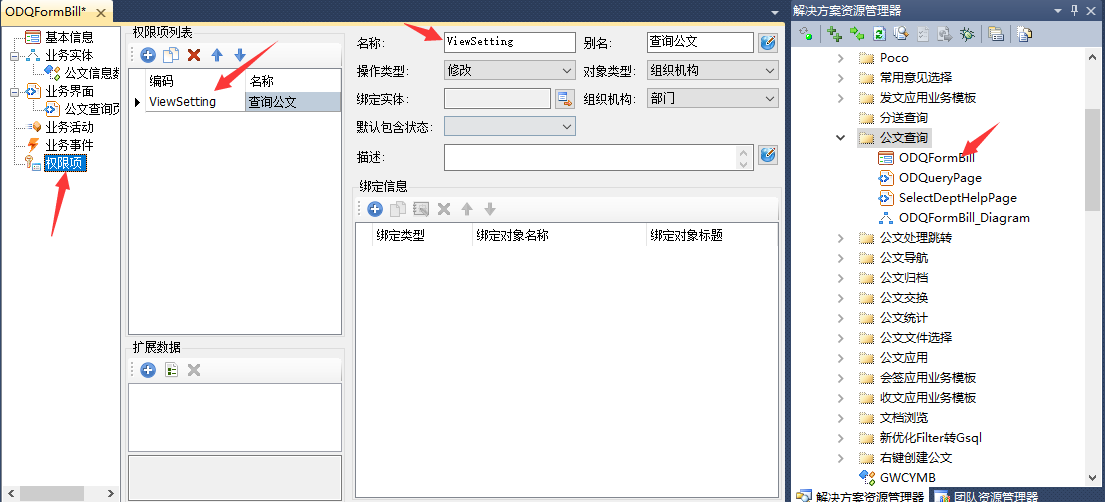 ODQFormBill*
基本信息
业务实体
公文信息数
业务界面
公文查询页
业务活动
业务事件
权限项
权限项列表
编码 名称
ViewSetting 查询公文
扩展数据
名称: ViewSetting 别名: 查询公文
操作类型: 修改 对象类型: 组织机构
绑定实体: 组织机构: 部门
默认包含状态:
描述:
绑定信息
绑定类型 绑定对象名称 绑定对象标题
解决方案资源管理器
Poco
常用意见选择
发文应用业务模板
分送查询
公文查询
ODQFormBill
ODQueryPage
SelectDeptHelpPage
ODQFormBill_Diagram
公文处理跳转
公文导航
公文归档
公文交换
公文统计
公文文件选择
公文应用
会签应用业务模板
收文应用业务模板
文档浏览
新优化Filter转Gsql
右键创建公文
GWCYMB
解决方案资源管理器 团队资源管理器